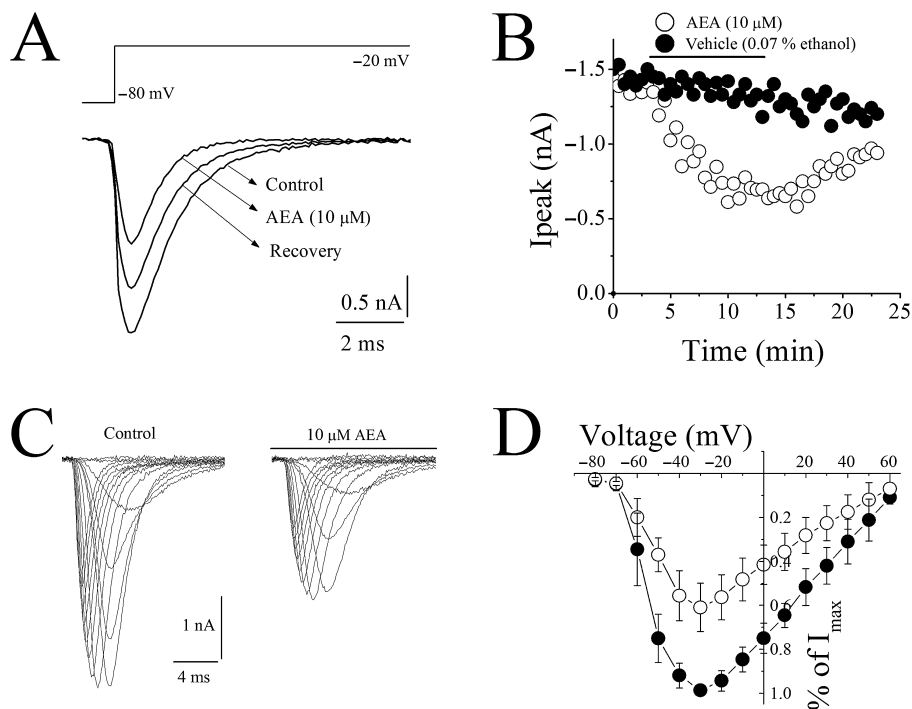 A
−20 mV
−80 mV
Control
AEA (10 μM)
Recovery
0.5 nA
2 ms
B
AEA (10 μM)
Vehicle (0.07 % ethanol)
−1.5
−1.0
−0.5
0.0
Ipeak (nA)
0 5 10 15 20 25
Time (min)
C
Control
10 μM AEA
1 nA
4 ms
D
Voltage (mV)
−80 −60 −40 −20 20 40 60
0.2
0.4
0.6
0.8
1.0
% of Imax